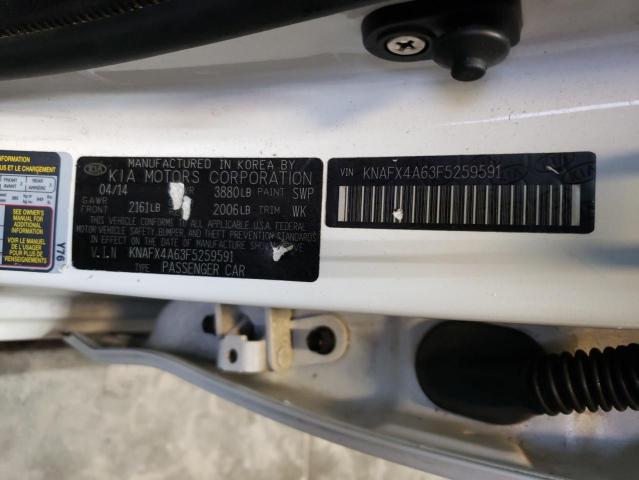 MANUFACTURED IN KOREA BY
KIA MOTORS CORPORATION
04/14 3880LB PAINT SWP
GAWR
FRONT 2161LB 2006LB TRIM WK
THIS VEHICLE CONFORMS TO ALL APPLICABLE U.S.A. FEDERAL
MOTOR VEHICLE SAFETY, BUMPER, AND THEFT PREVENTION
STANDARDS IN EFFECT ON THE DATE OF MANUFACTURE SHOWN ABOVE.
V.I.N KNAFX4A63F5259591
TYPE: PASSENGER CAR
VIN KNAFX4A63F5259591
SEE OWNER'S
MANUAL FOR
ADDITIONAL
INFORMATION
VOIR LE MANUEL
DE L'USAGER
POUR PLUS DE
RENSEIGNEMENTS
Y76